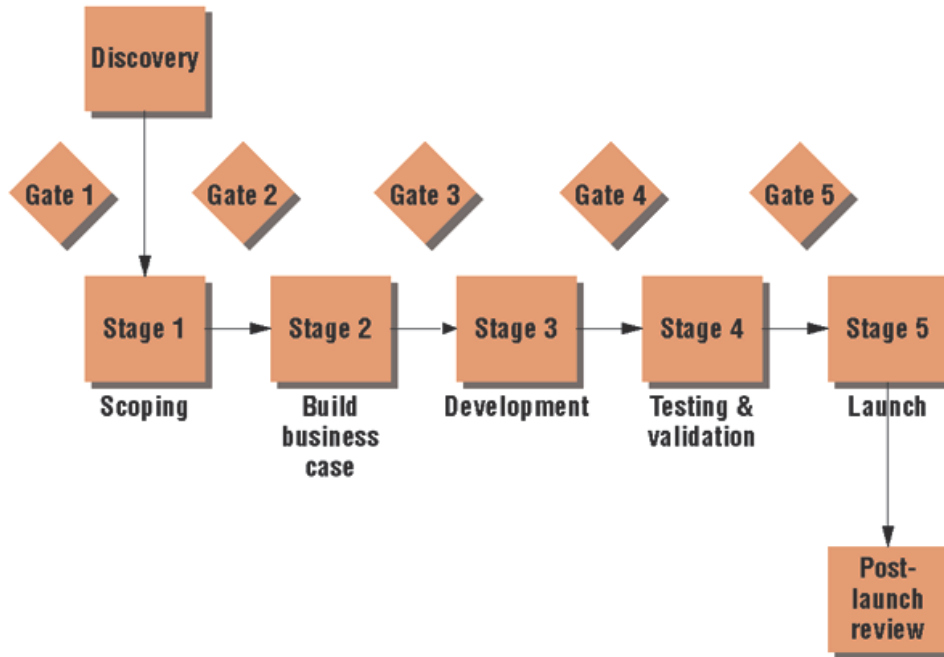 Discovery
Gate 1
Gate 2
Gate 3
Gate 4
Gate 5
Stage 1
Stage 2
Stage 3
Stage 4
Stage 5
Scoping
Build
business
case
Development
Testing &
validation
Launch
Post-
launch
review